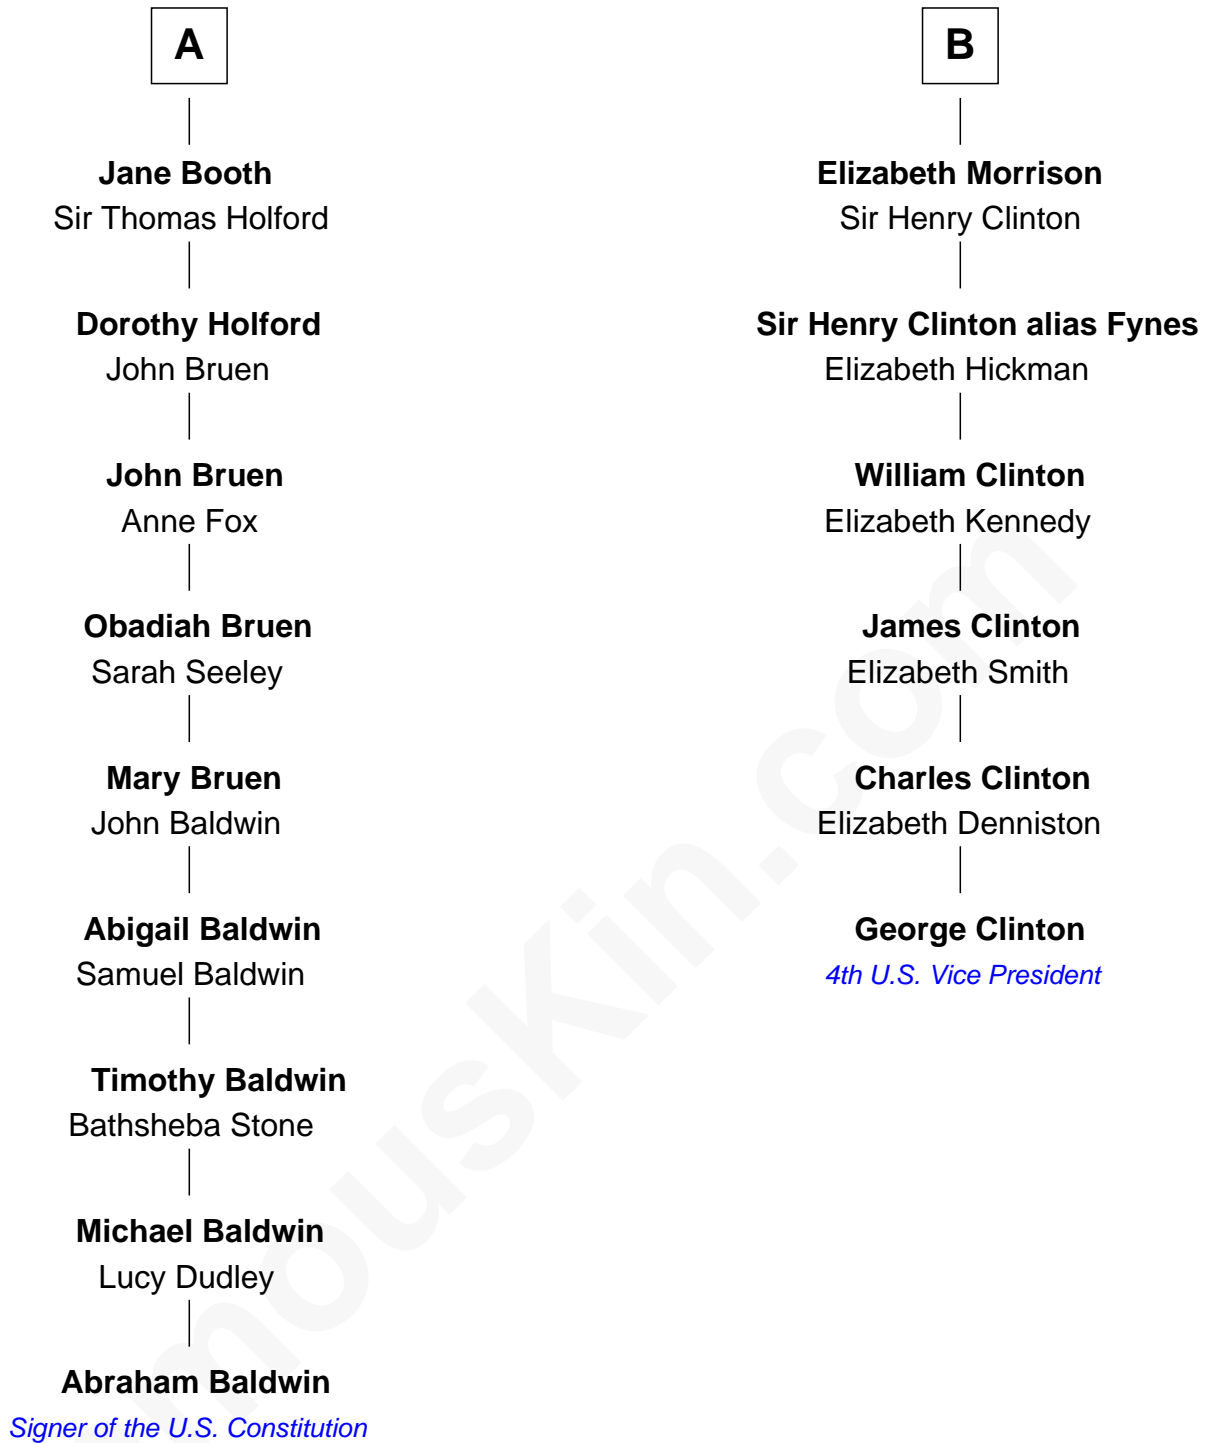 A
Jane Booth
Sir Thomas Holford
Dorothy Holford
John Bruen
John Bruen
Anne Fox
Obadiah Bruen
Sarah Seeley
Mary Bruen
John Baldwin
Abigail Baldwin
Samuel Baldwin
Timothy Baldwin
Bathsheba Stone
Michael Baldwin
Lucy Dudley
Abraham Baldwin
Signer of the U.S. Constitution
B
Elizabeth Morrison
Sir Henry Clinton
Sir Henry Clinton alias Fynes
Elizabeth Hickman
William Clinton
Elizabeth Kennedy
James Clinton
Elizabeth Smith
Charles Clinton
Elizabeth Denniston
George Clinton
4th U.S. Vice President
mousKin.com